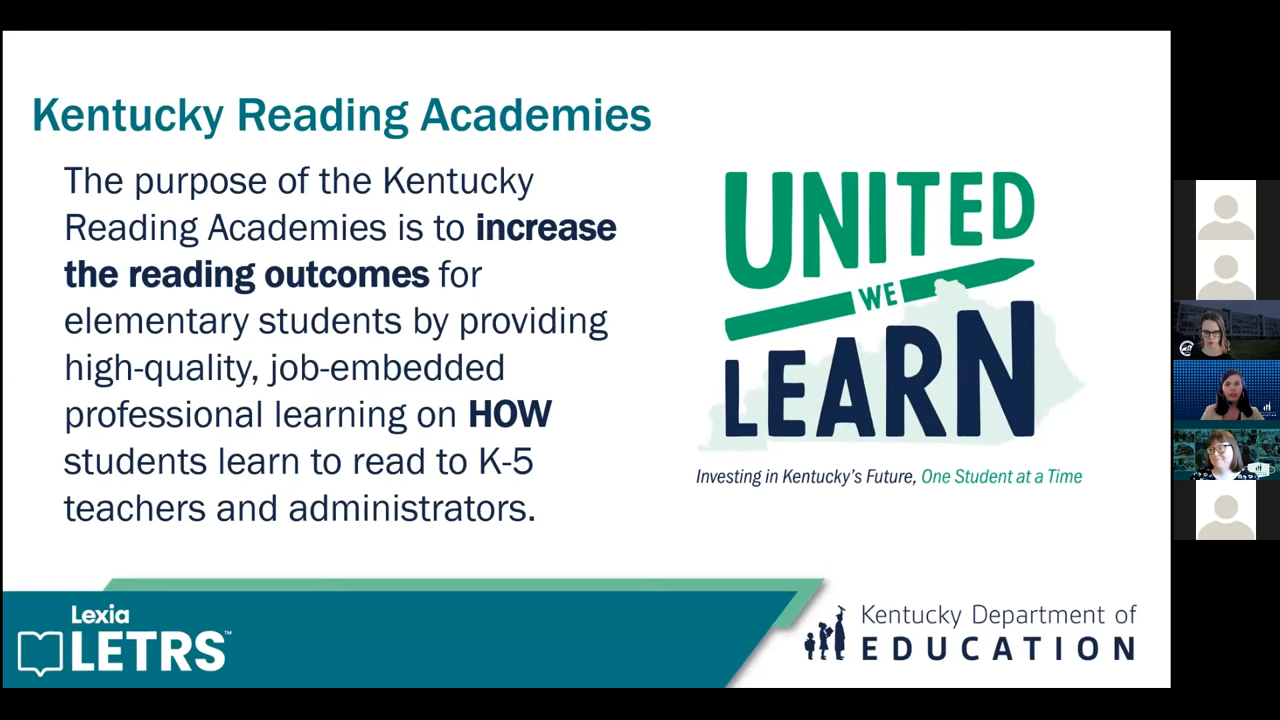 Kentucky Reading Academies
The purpose of the Kentucky
Reading Academies is to increase
the reading outcomes for
elementary students by providing
high-quality, job-embedded
professional learning on HOW
students learn to read to K-5
teachers and administrators.
UNITED
WE
LEARN
Investing in Kentucky's Future, One Student at a Time
Lexia
LETRS™
Kentucky Department of
EDUCATION